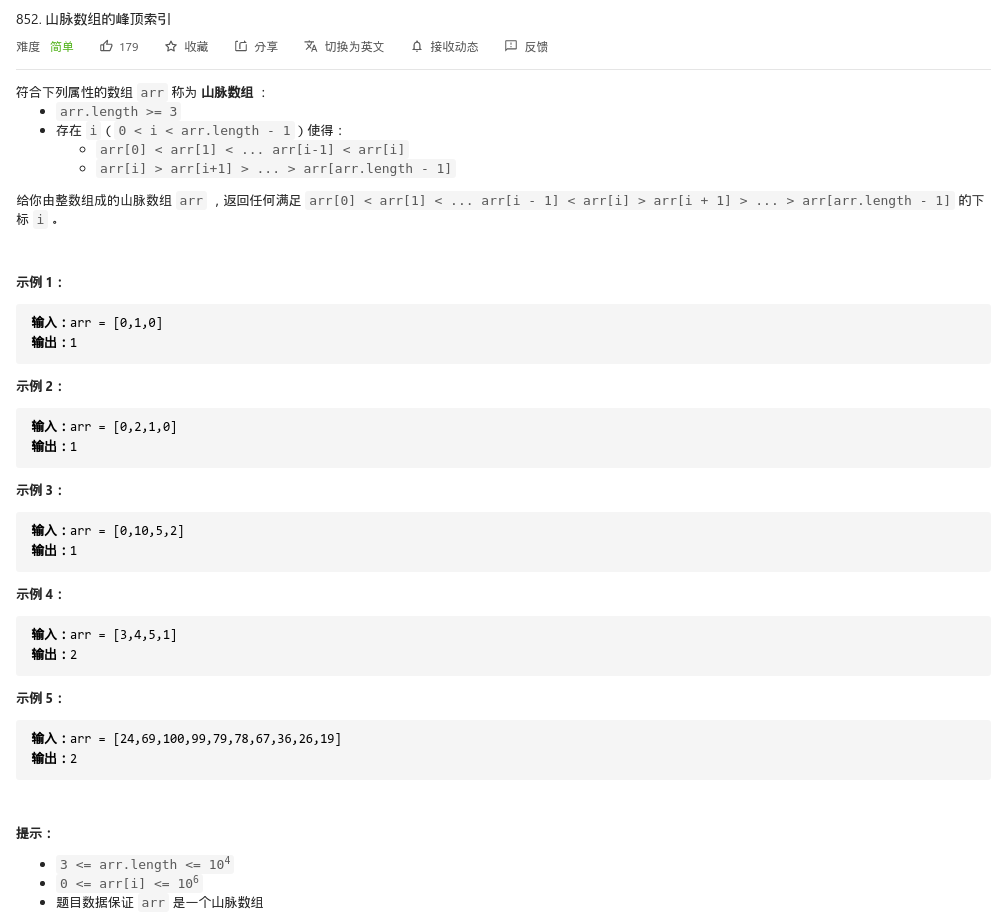 852. 山脉数组的峰顶索引
难度 简单 179 收藏 分享 切换为英文 接收动态 反馈
符合下列属性的数组 arr 称为 山脉数组 ：
arr.length >= 3
存在 i（0 < i < arr.length - 1）使得：
arr[0] < arr[1] < ... arr[i-1] < arr[i]
arr[i] > arr[i+1] > ... > arr[arr.length - 1]
给你由整数组成的山脉数组 arr ，返回任何满足 arr[0] < arr[1] < ... arr[i - 1] < arr[i] > arr[i + 1] > ... > arr[arr.length - 1] 的下
标 i 。
示例 1：
输入：arr = [0,1,0]
输出：1
示例 2：
输入：arr = [0,2,1,0]
输出：1
示例 3：
输入：arr = [0,10,5,2]
输出：1
示例 4：
输入：arr = [3,4,5,1]
输出：2
示例 5：
输入：arr = [24,69,100,99,79,78,67,36,26,19]
输出：2
提示：
3 <= arr.length <= 10⁴
0 <= arr[i] <= 10⁶
题目数据保证 arr 是一个山脉数组